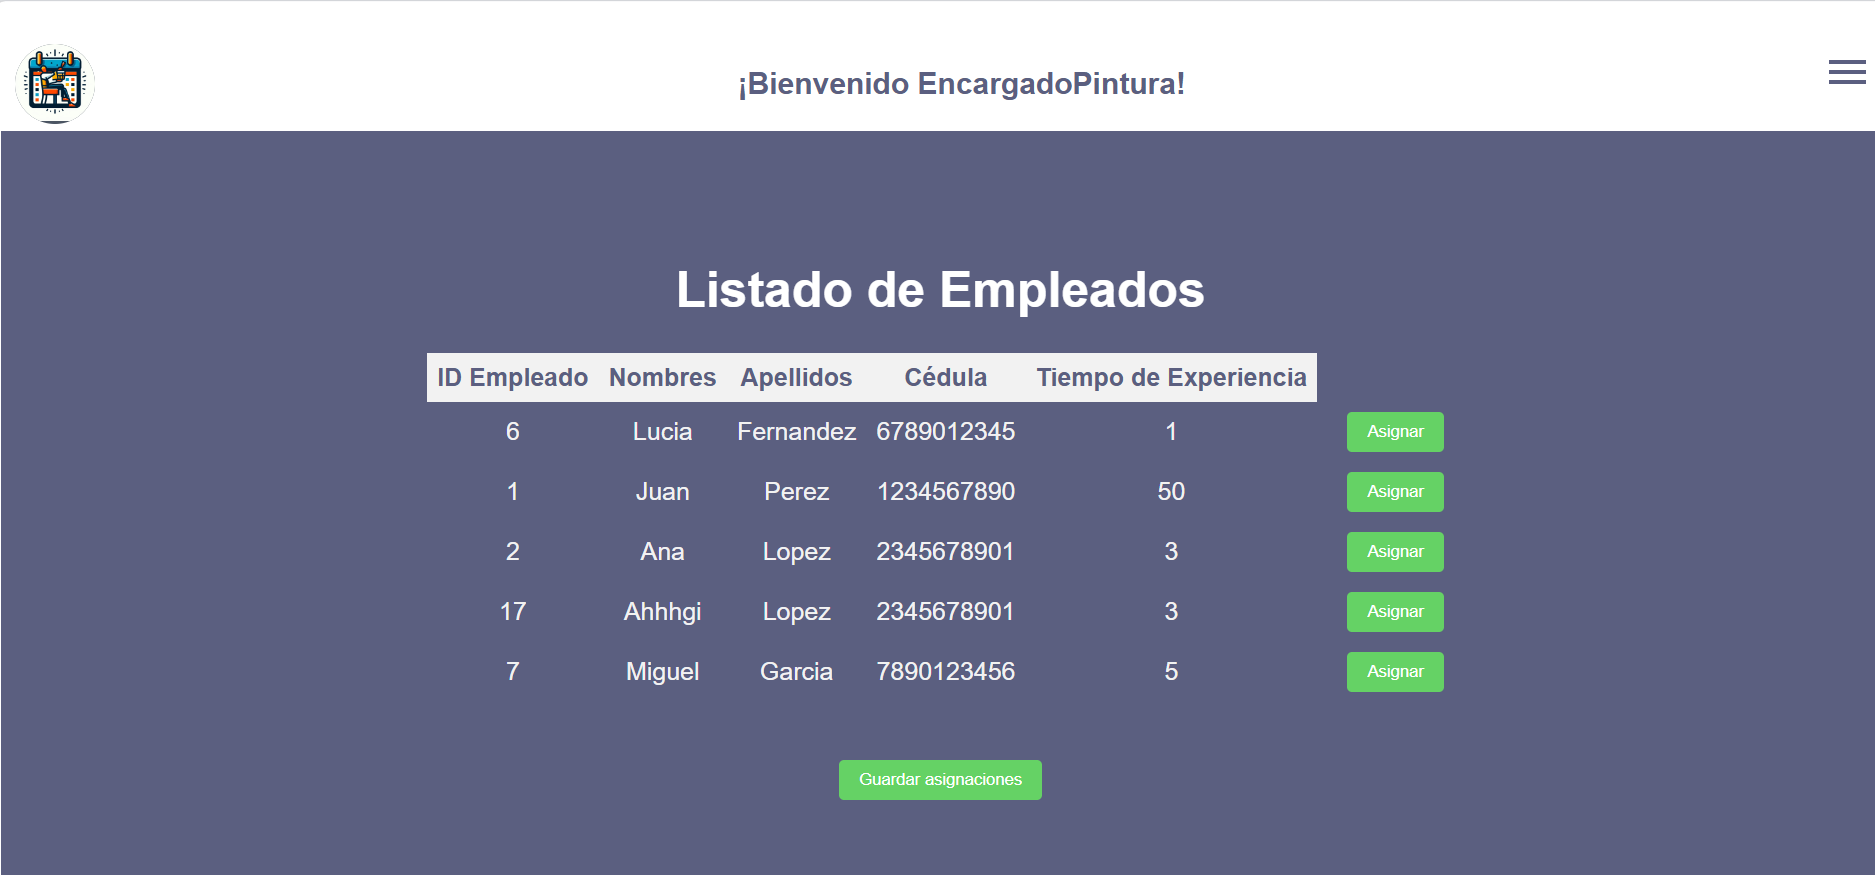 ¡Bienvenido EncargadoPintura!
Listado de Empleados
ID Empleado Nombres Apellidos Cédula Tiempo de Experiencia
6 Lucia Fernandez 6789012345 1 Asignar
1 Juan Perez 1234567890 50 Asignar
2 Ana Lopez 2345678901 3 Asignar
17 Ahhhgi Lopez 2345678901 3 Asignar
7 Miguel Garcia 7890123456 5 Asignar
Guardar asignaciones